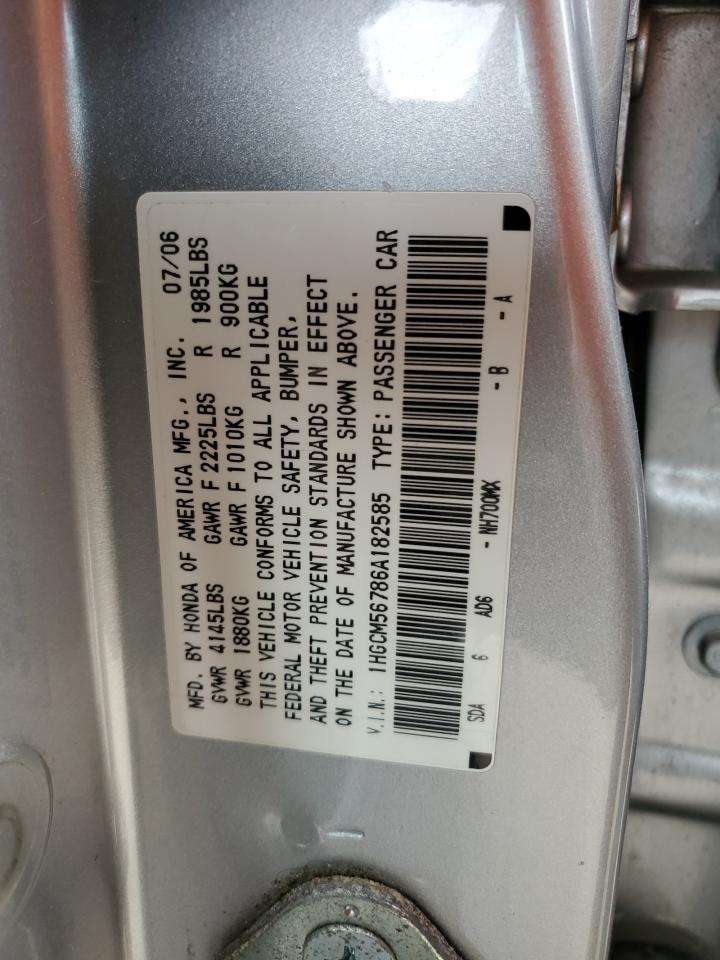 MFD. BY HONDA OF AMERICA MFG., INC. 07/06
GVWR 4145LBS GAWR F 2225LBS R 1985LBS
GVWR 1880KG GAWR F 1010KG R 900KG
THIS VEHICLE CONFORMS TO ALL APPLICABLE
FEDERAL MOTOR VEHICLE SAFETY, BUMPER,
AND THEFT PREVENTION STANDARDS IN EFFECT
ON THE DATE OF MANUFACTURE SHOWN ABOVE.
V.I.N.: 1HGCM56786A182585 TYPE: PASSENGER CAR
SDA 6 AD6 - NH700MX - B - A